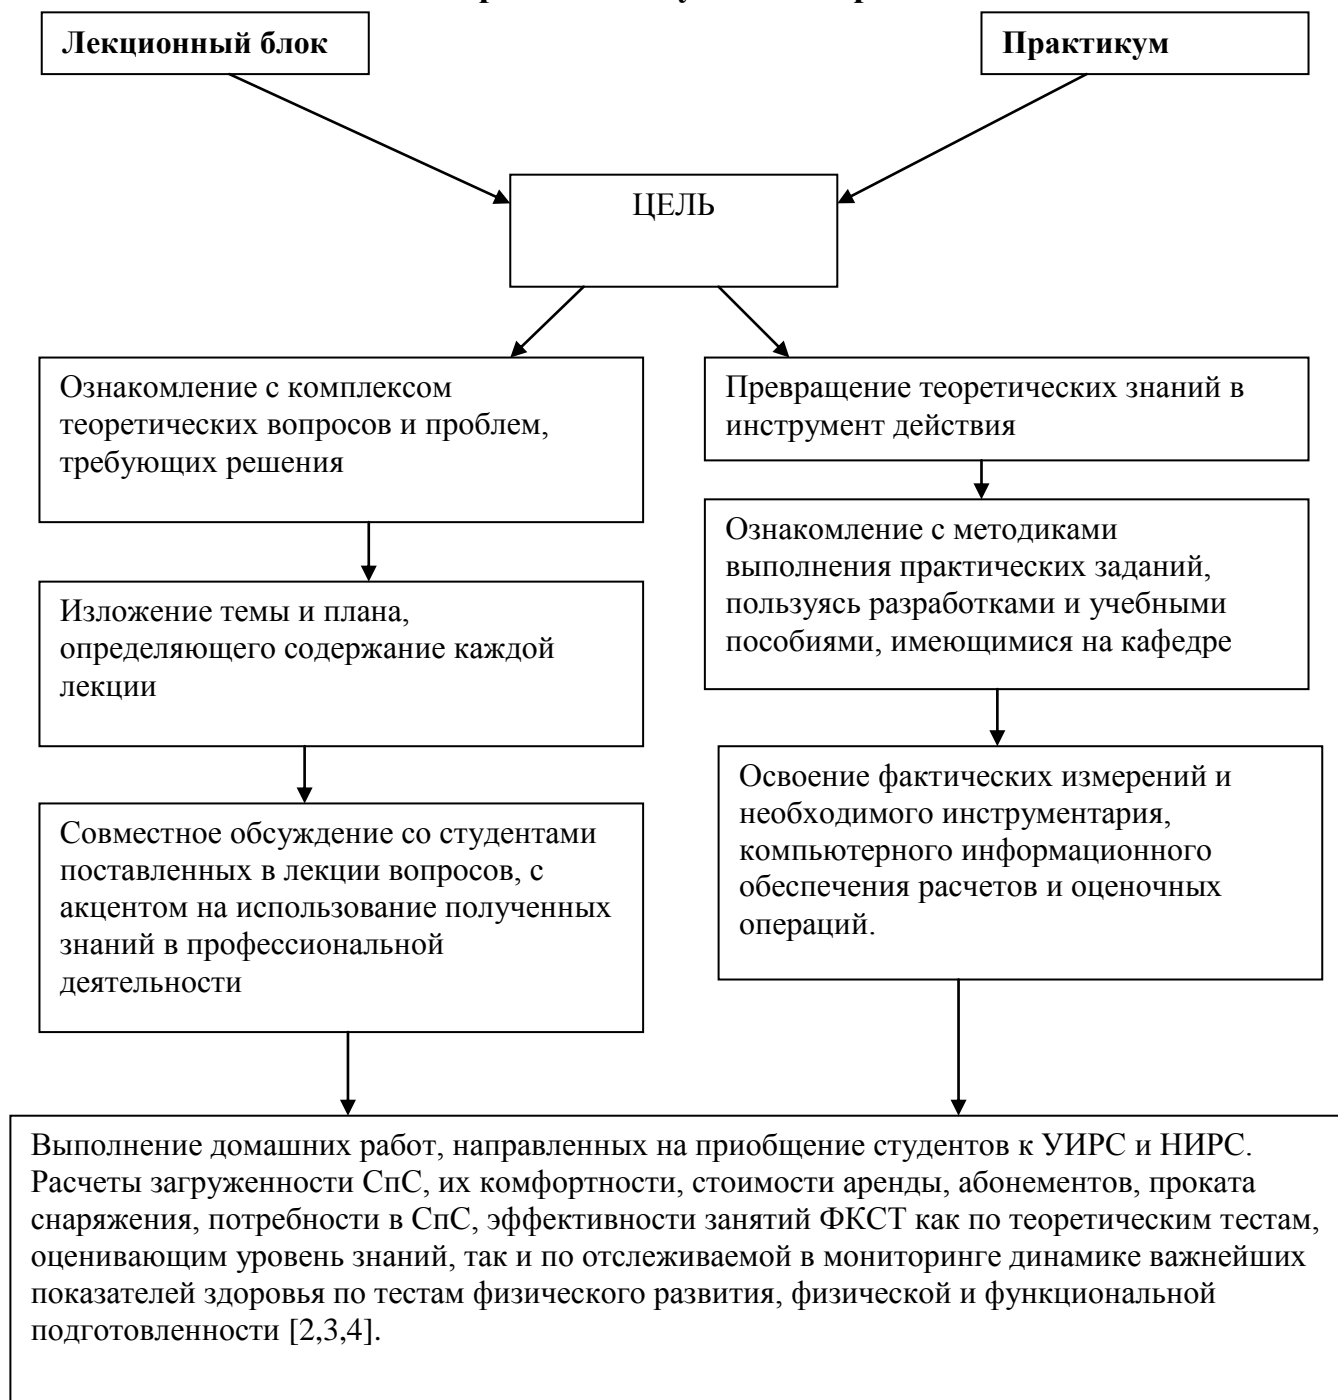 Лекционный блок
Практикум
ЦЕЛЬ
Ознакомление с комплексом
теоретических вопросов и проблем,
требующих решения
Превращение теоретических знаний в
инструмент действия
Ознакомление с методиками
выполнения практических заданий,
пользуясь разработками и учебными
пособиями, имеющимися на кафедре
Изложение темы и плана,
определяющего содержание каждой
лекции
Освоение фактических измерений и
необходимого инструментария,
компьютерного информационного
обеспечения расчетов и оценочных
операций.
Совместное обсуждение со студентами
поставленных в лекции вопросов, с
акцентом на использование полученных
знаний в профессиональной
деятельности
Выполнение домашних работ, направленных на приобщение студентов к УИРС и НИРС.
Расчеты загруженности СпС, их комфортности, стоимости аренды, абонементов, проката
снаряжения, потребности в СпС, эффективности занятий ФКСТ как по теоретическим тестам,
оценивающим уровень знаний, так и по отслеживаемой в мониторинге динамике важнейших
показателей здоровья по тестам физического развития, физической и функциональной
подготовленности [2,3,4].